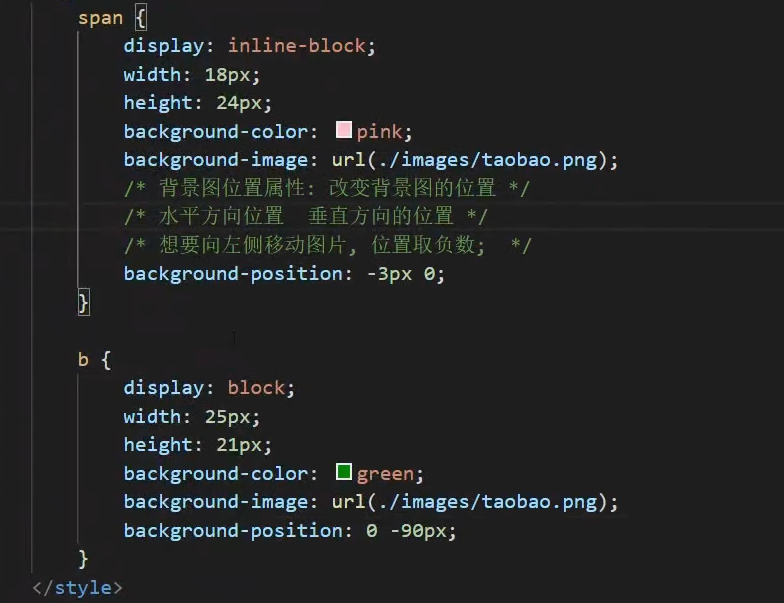 span {
display: inline-block;
width: 18px;
height: 24px;
background-color: pink;
background-image: url(./images/taobao.png);
/* 背景图位置属性: 改变背景图的位置 */
/* 水平方向位置  垂直方向的位置 */
/* 想要向左侧移动图片, 位置取负数;  */
background-position: -3px 0;
}
b {
display: block;
width: 25px;
height: 21px;
background-color: green;
background-image: url(./images/taobao.png);
background-position: 0 -90px;
}
</style>